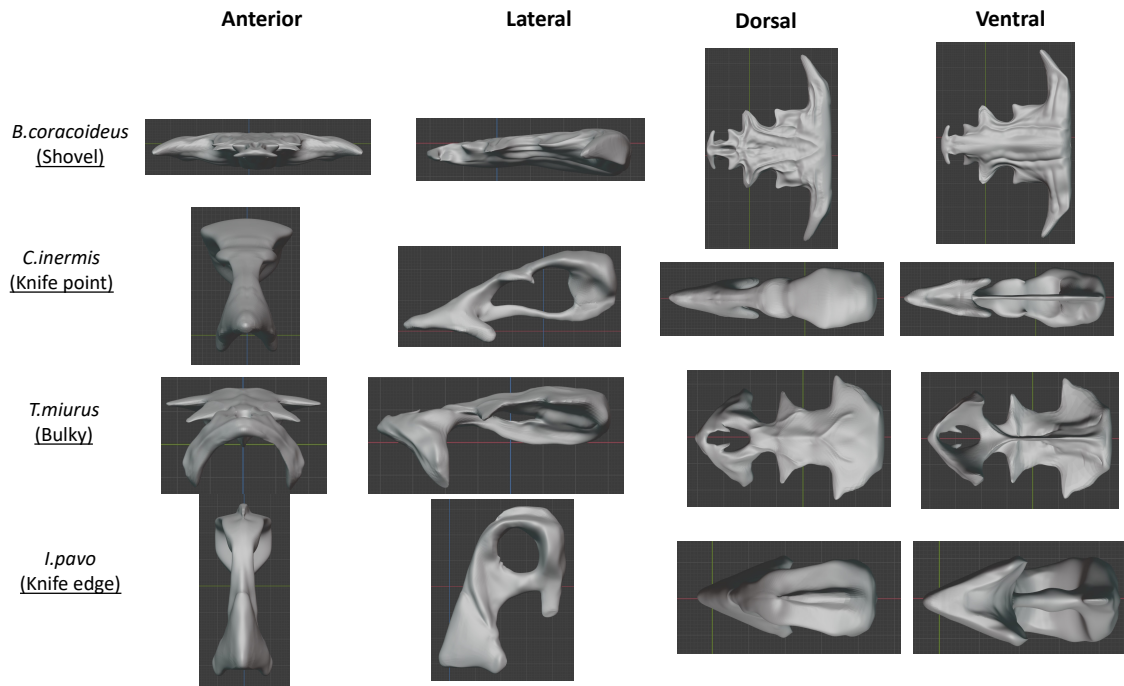 Anterior Lateral Dorsal Ventral
B.coracoideus
(Shovel)
C.inermis
(Knife point)
T.miurus
(Bulky)
I.pavo
(Knife edge)